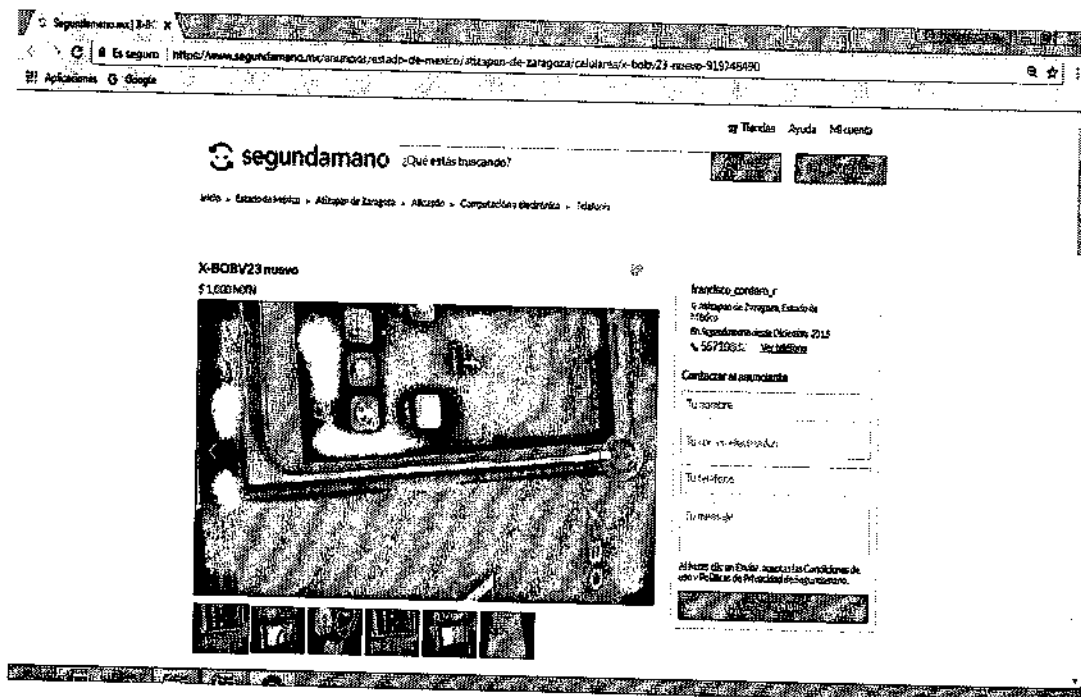 Segundamano.mx | X-B
Es seguro | https://www.segundamano.mx/anuncios/estado-de-mexico/atizapan-de-zaragoza/celulares/x-bobv23-nuevo-919248490
Aplicaciones G Google
Tiendas Ayuda Mi cuenta
segundamano ¿Qué estás buscando?
Inicio Estado de México Atizapan de Zaragoza Computación y electrónica Telefonía
X-BOBV23 nuevo
$ 1,000 MXN
francisco_cordero_r
Atizapan de Zaragoza, Estado de
México
En Segundamano desde Diciembre,
Ver teléfono
Contactar al anunciante
Tu nombre
Tu correo electrónico
Tu teléfono
Tu mensaje
Al hacer clic en Enviar, aceptas las Condiciones de
uso y Políticas de Privacidad de Segundamano.